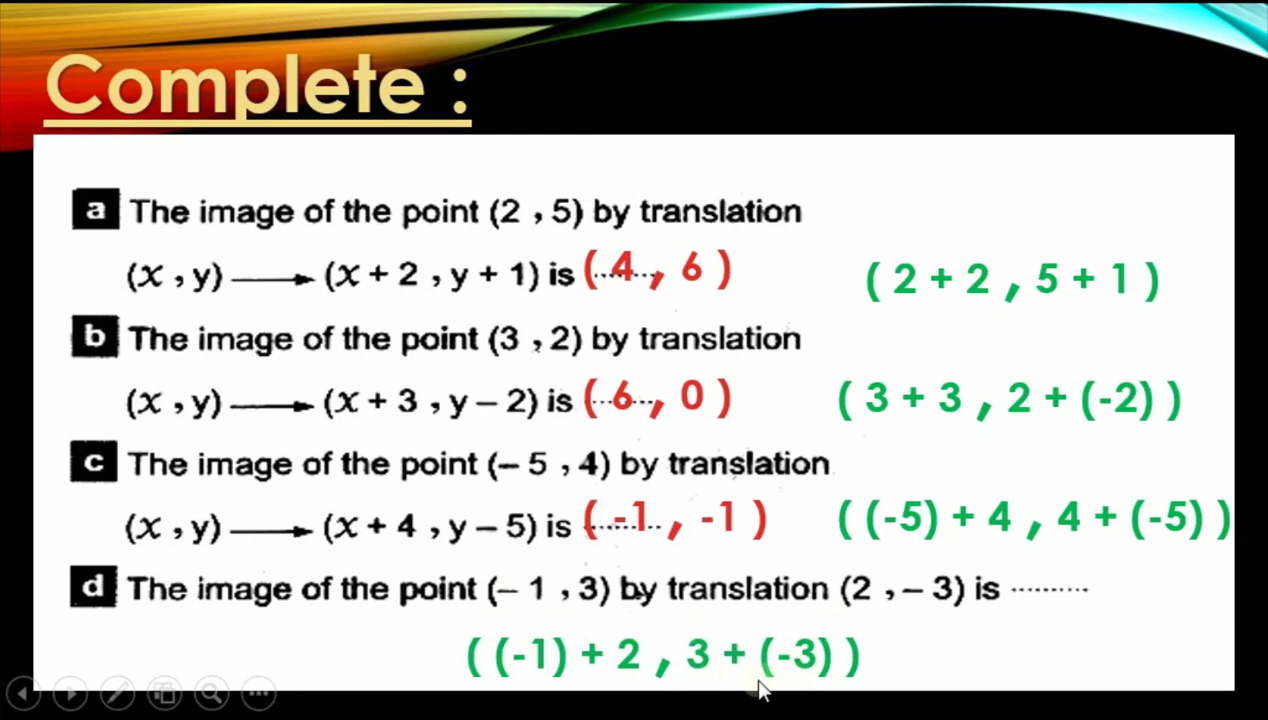 Complete :
a The image of the point (2 , 5) by translation
(x , y) ⟶ (x + 2 , y + 1) is (..4.. , 6 ) ( 2 + 2 , 5 + 1 )
b The image of the point (3 , 2) by translation
(x , y) ⟶ (x + 3 , y – 2) is (..6.. , 0 ) ( 3 + 3 , 2 + (-2) )
c The image of the point (– 5 , 4) by translation
(x , y) ⟶ (x + 4 , y – 5) is ( -1 , -1 ) ( (-5) + 4 , 4 + (-5) )
d The image of the point (– 1 , 3) by translation (2 , – 3) is ..........
( (-1) + 2 , 3 + (-3) )